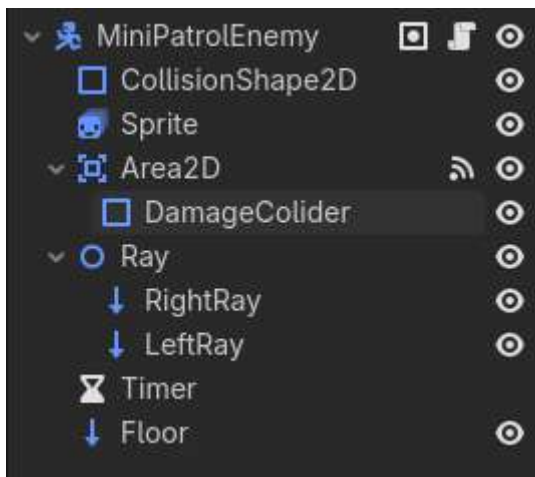 MiniPatrolEnemy
CollisionShape2D
Sprite
Area2D
DamageColider
Ray
RightRay
LeftRay
Timer
Floor